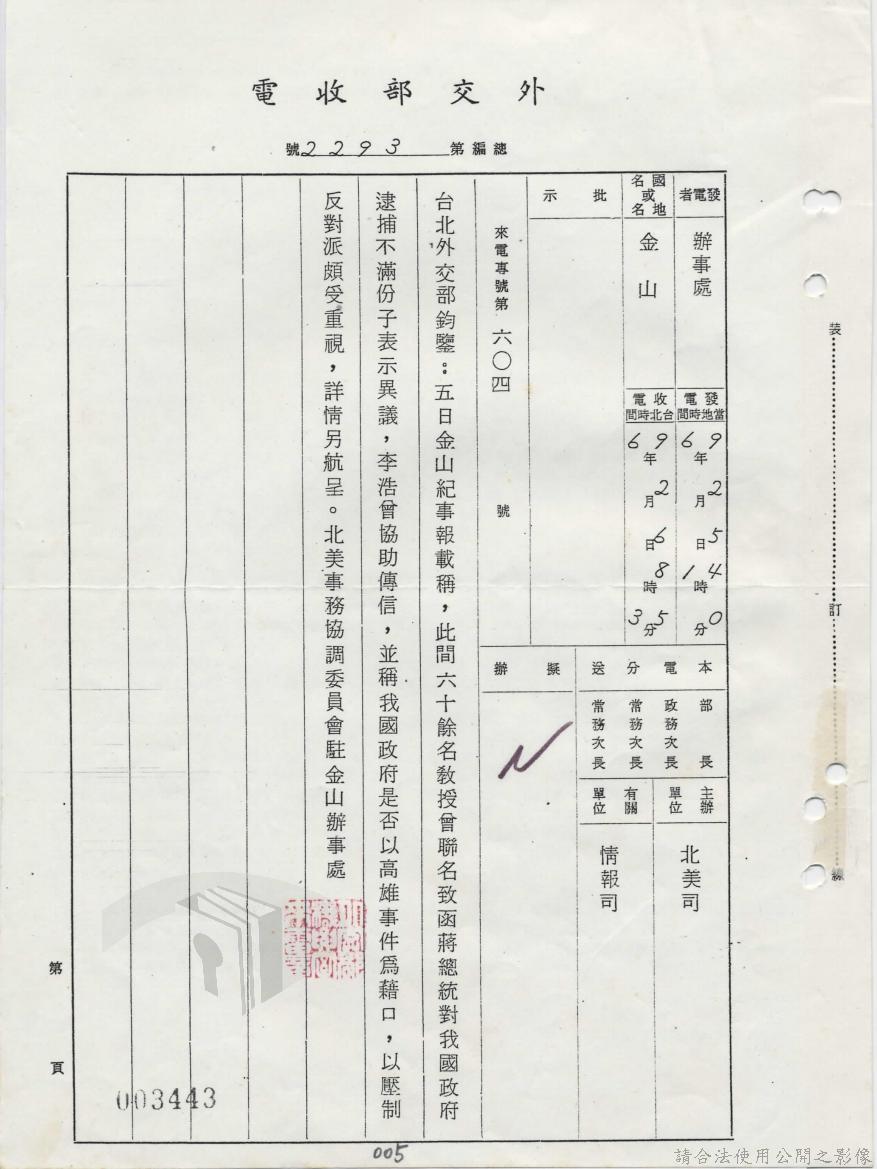 外交部收電
總編第2293號
發電者
辦事處
國或地名名
金山
發電當地時間
69年2月5日14時0分
收電台北時間
69年2月6日8時35分
批示
來電專號第六〇四號
本電分送
部長
政務次長
常務次長
常務次長
主辦單位
北美司
有關單位
情報司
擬辦
台北外交部鈞鑒：五日金山紀事報載稱，此間六十餘名教授曾聯名致函蔣總統對我國政府
逮捕不滿份子表示異議，李浩曾協助傳信，並稱我國政府是否以高雄事件為藉口，以壓制
反對派頗受重視，詳情另航呈。北美事務協調委員會駐金山辦事處
第頁
003443
005
裝訂線
請合法使用公開之影像